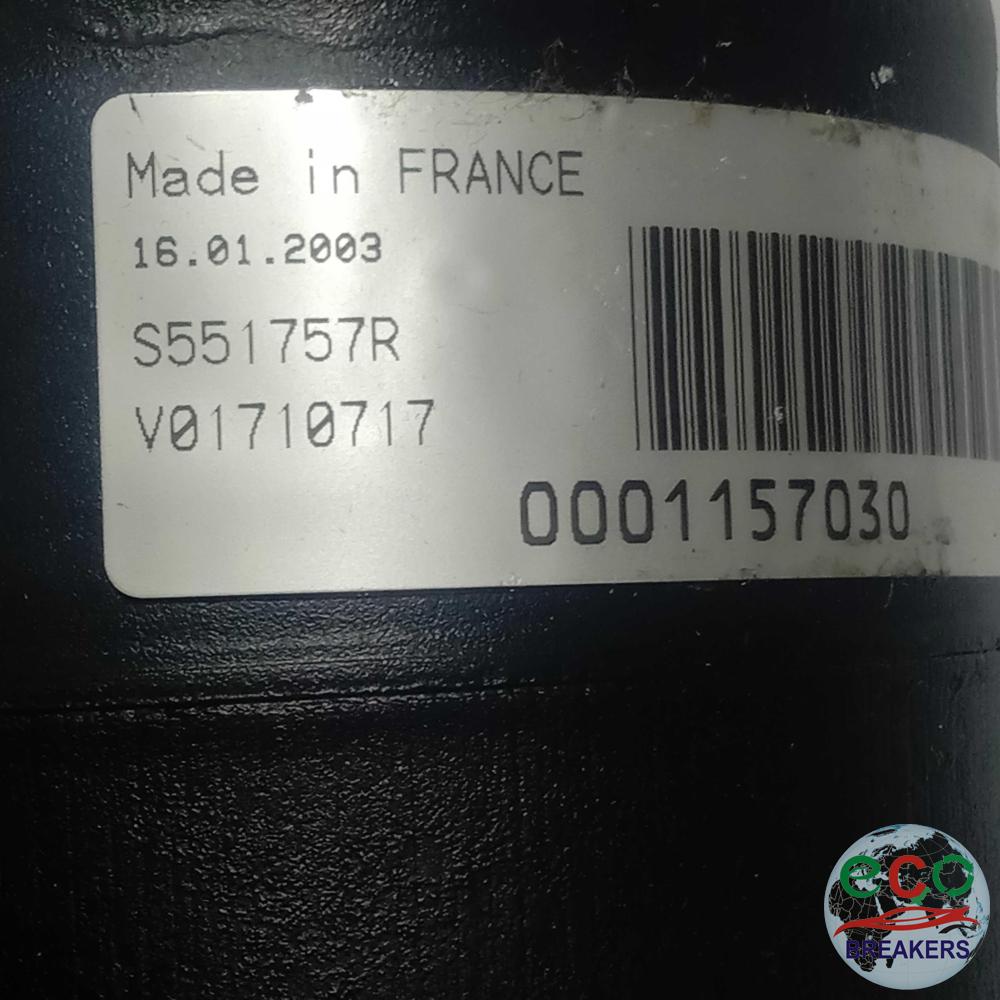 Made in FRANCE
16.01.2003
S551757R
V01710717
0001157030
eco
BREAKERS